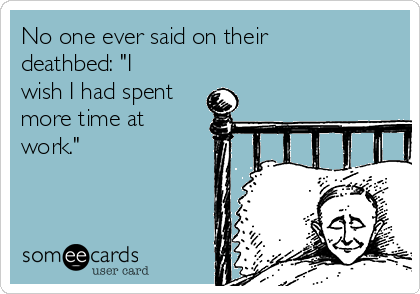 No one ever said on their
deathbed: "I
wish I had spent
more time at
work."
someecards
user card